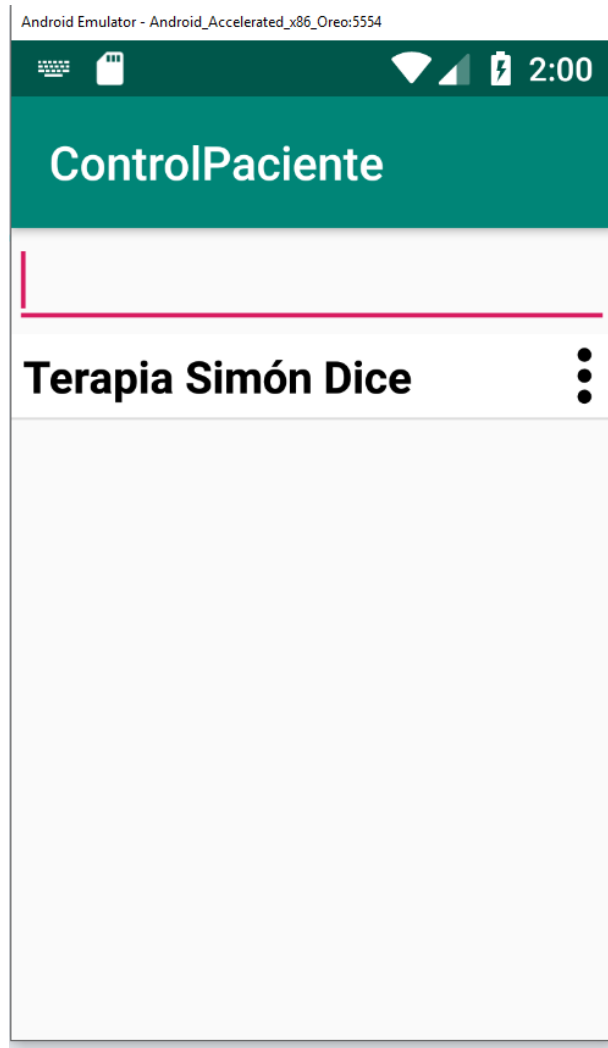 Android Emulator - Android_Accelerated_x86_Oreo:5554
2:00
ControlPaciente
Terapia Simón Dice